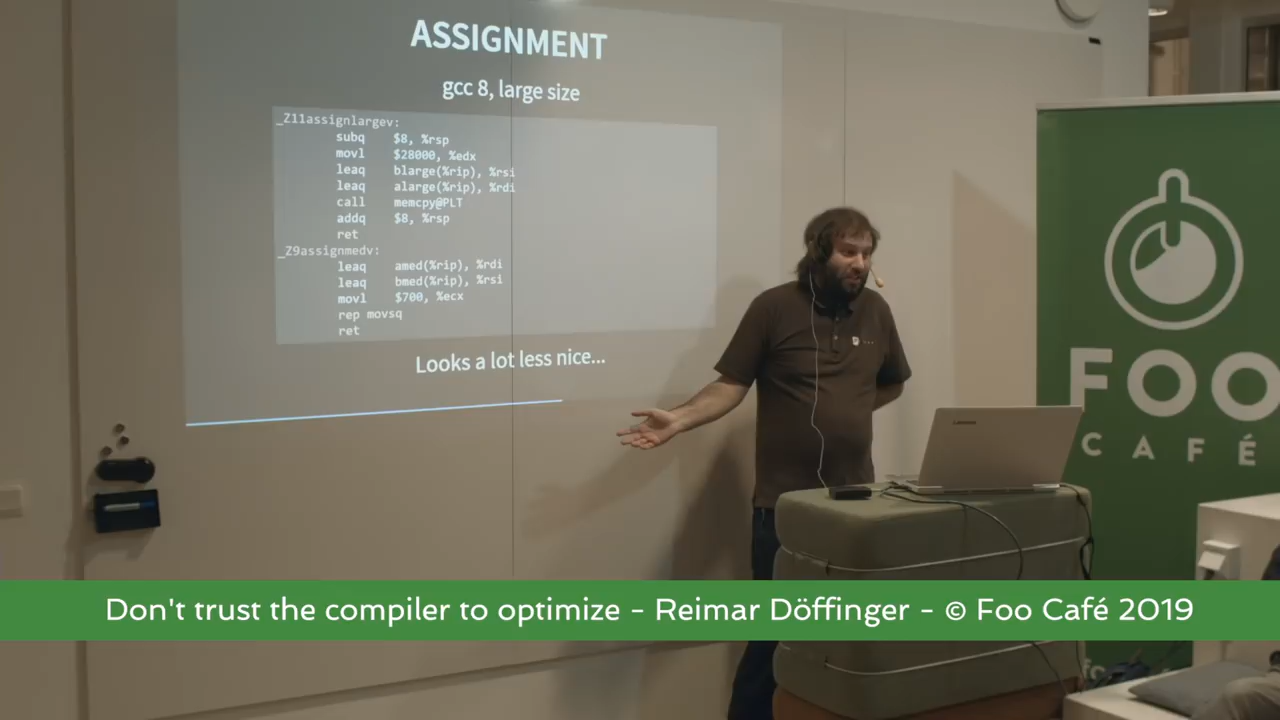 ASSIGNMENT
gcc 8, large size
_Z11assignlargev:
subq $8, %rsp
movl $28000, %edx
leaq blarge(%rip), %rsi
leaq alarge(%rip), %rdi
call memcpy@PLT
addq $8, %rsp
ret
_Z9assignmedv:
leaq amed(%rip), %rdi
leaq bmed(%rip), %rsi
movl $700, %ecx
rep movsq
ret
Looks a lot less nice...
FOO
CAFÉ
Lenovo
Don't trust the compiler to optimize - Reimar Döffinger - © Foo Café 2019